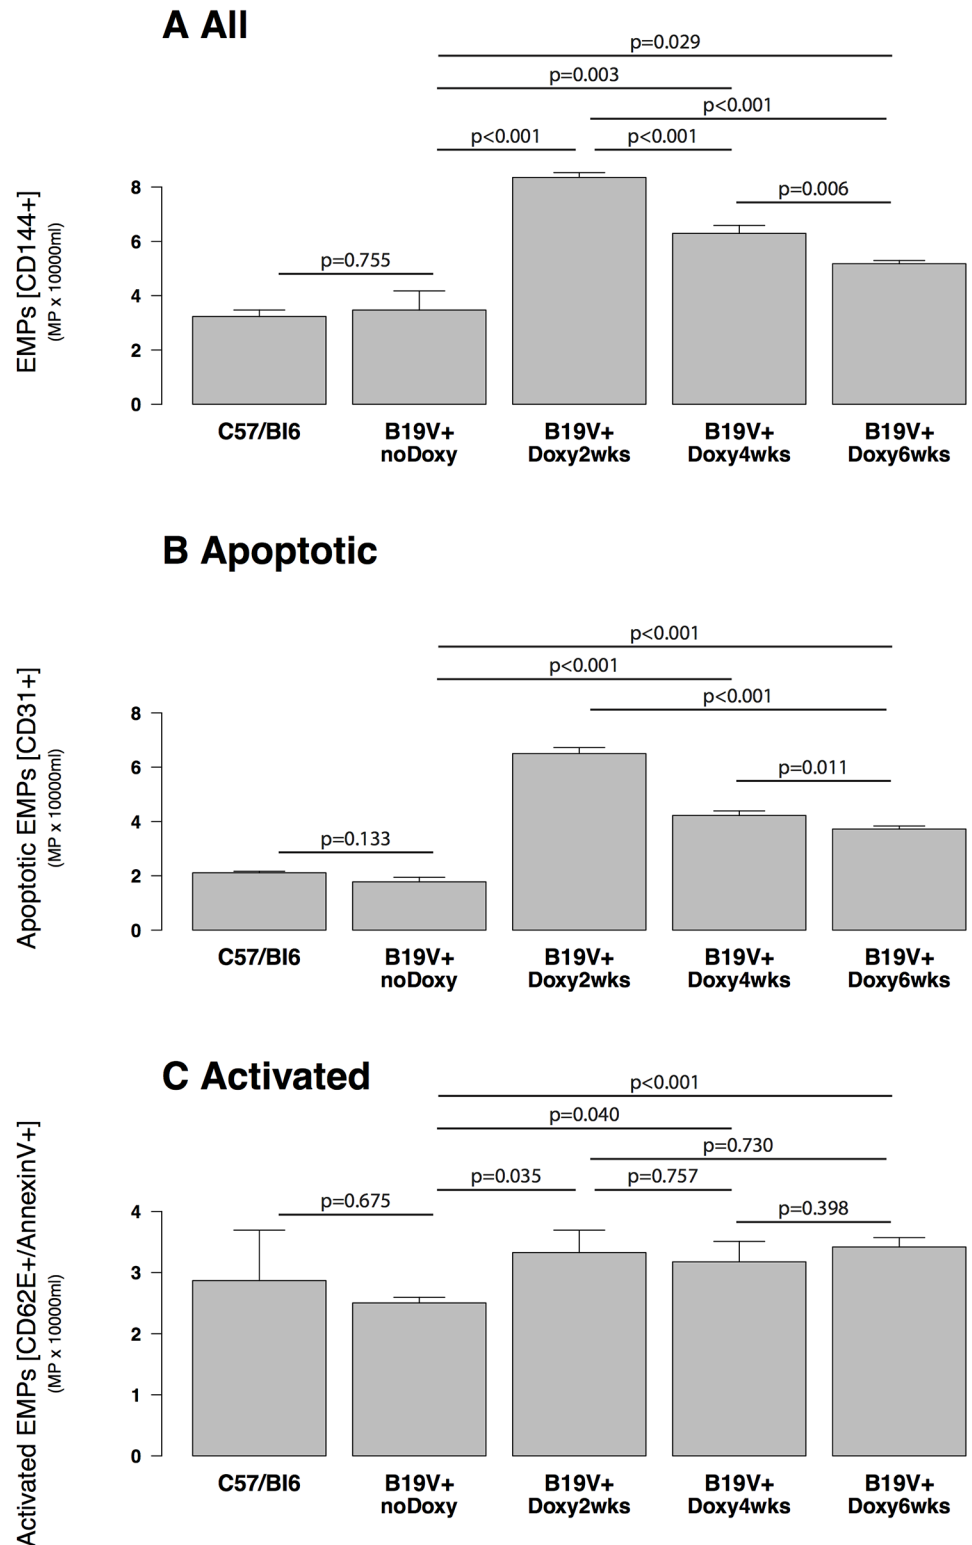 A All
p=0.029
p=0.003
p<0.001
p<0.001 p<0.001
p=0.006
p=0.755
EMPs [CD144+]
(MP x 10000ml)
8
6
4
2
0
C57/Bl6 B19V+ B19V+ B19V+ B19V+
noDoxy Doxy2wks Doxy4wks Doxy6wks
B Apoptotic
p<0.001
p<0.001
p<0.001
p=0.011
p=0.133
Apoptotic EMPs [CD31+]
(MP x 10000ml)
8
6
4
2
0
C57/Bl6 B19V+ B19V+ B19V+ B19V+
noDoxy Doxy2wks Doxy4wks Doxy6wks
C Activated
p<0.001
p=0.040
p=0.730
p=0.035 p=0.757
p=0.675 p=0.398
Activated EMPs [CD62E+/AnnexinV+]
(MP x 10000ml)
4
3
2
1
0
C57/Bl6 B19V+ B19V+ B19V+ B19V+
noDoxy Doxy2wks Doxy4wks Doxy6wks